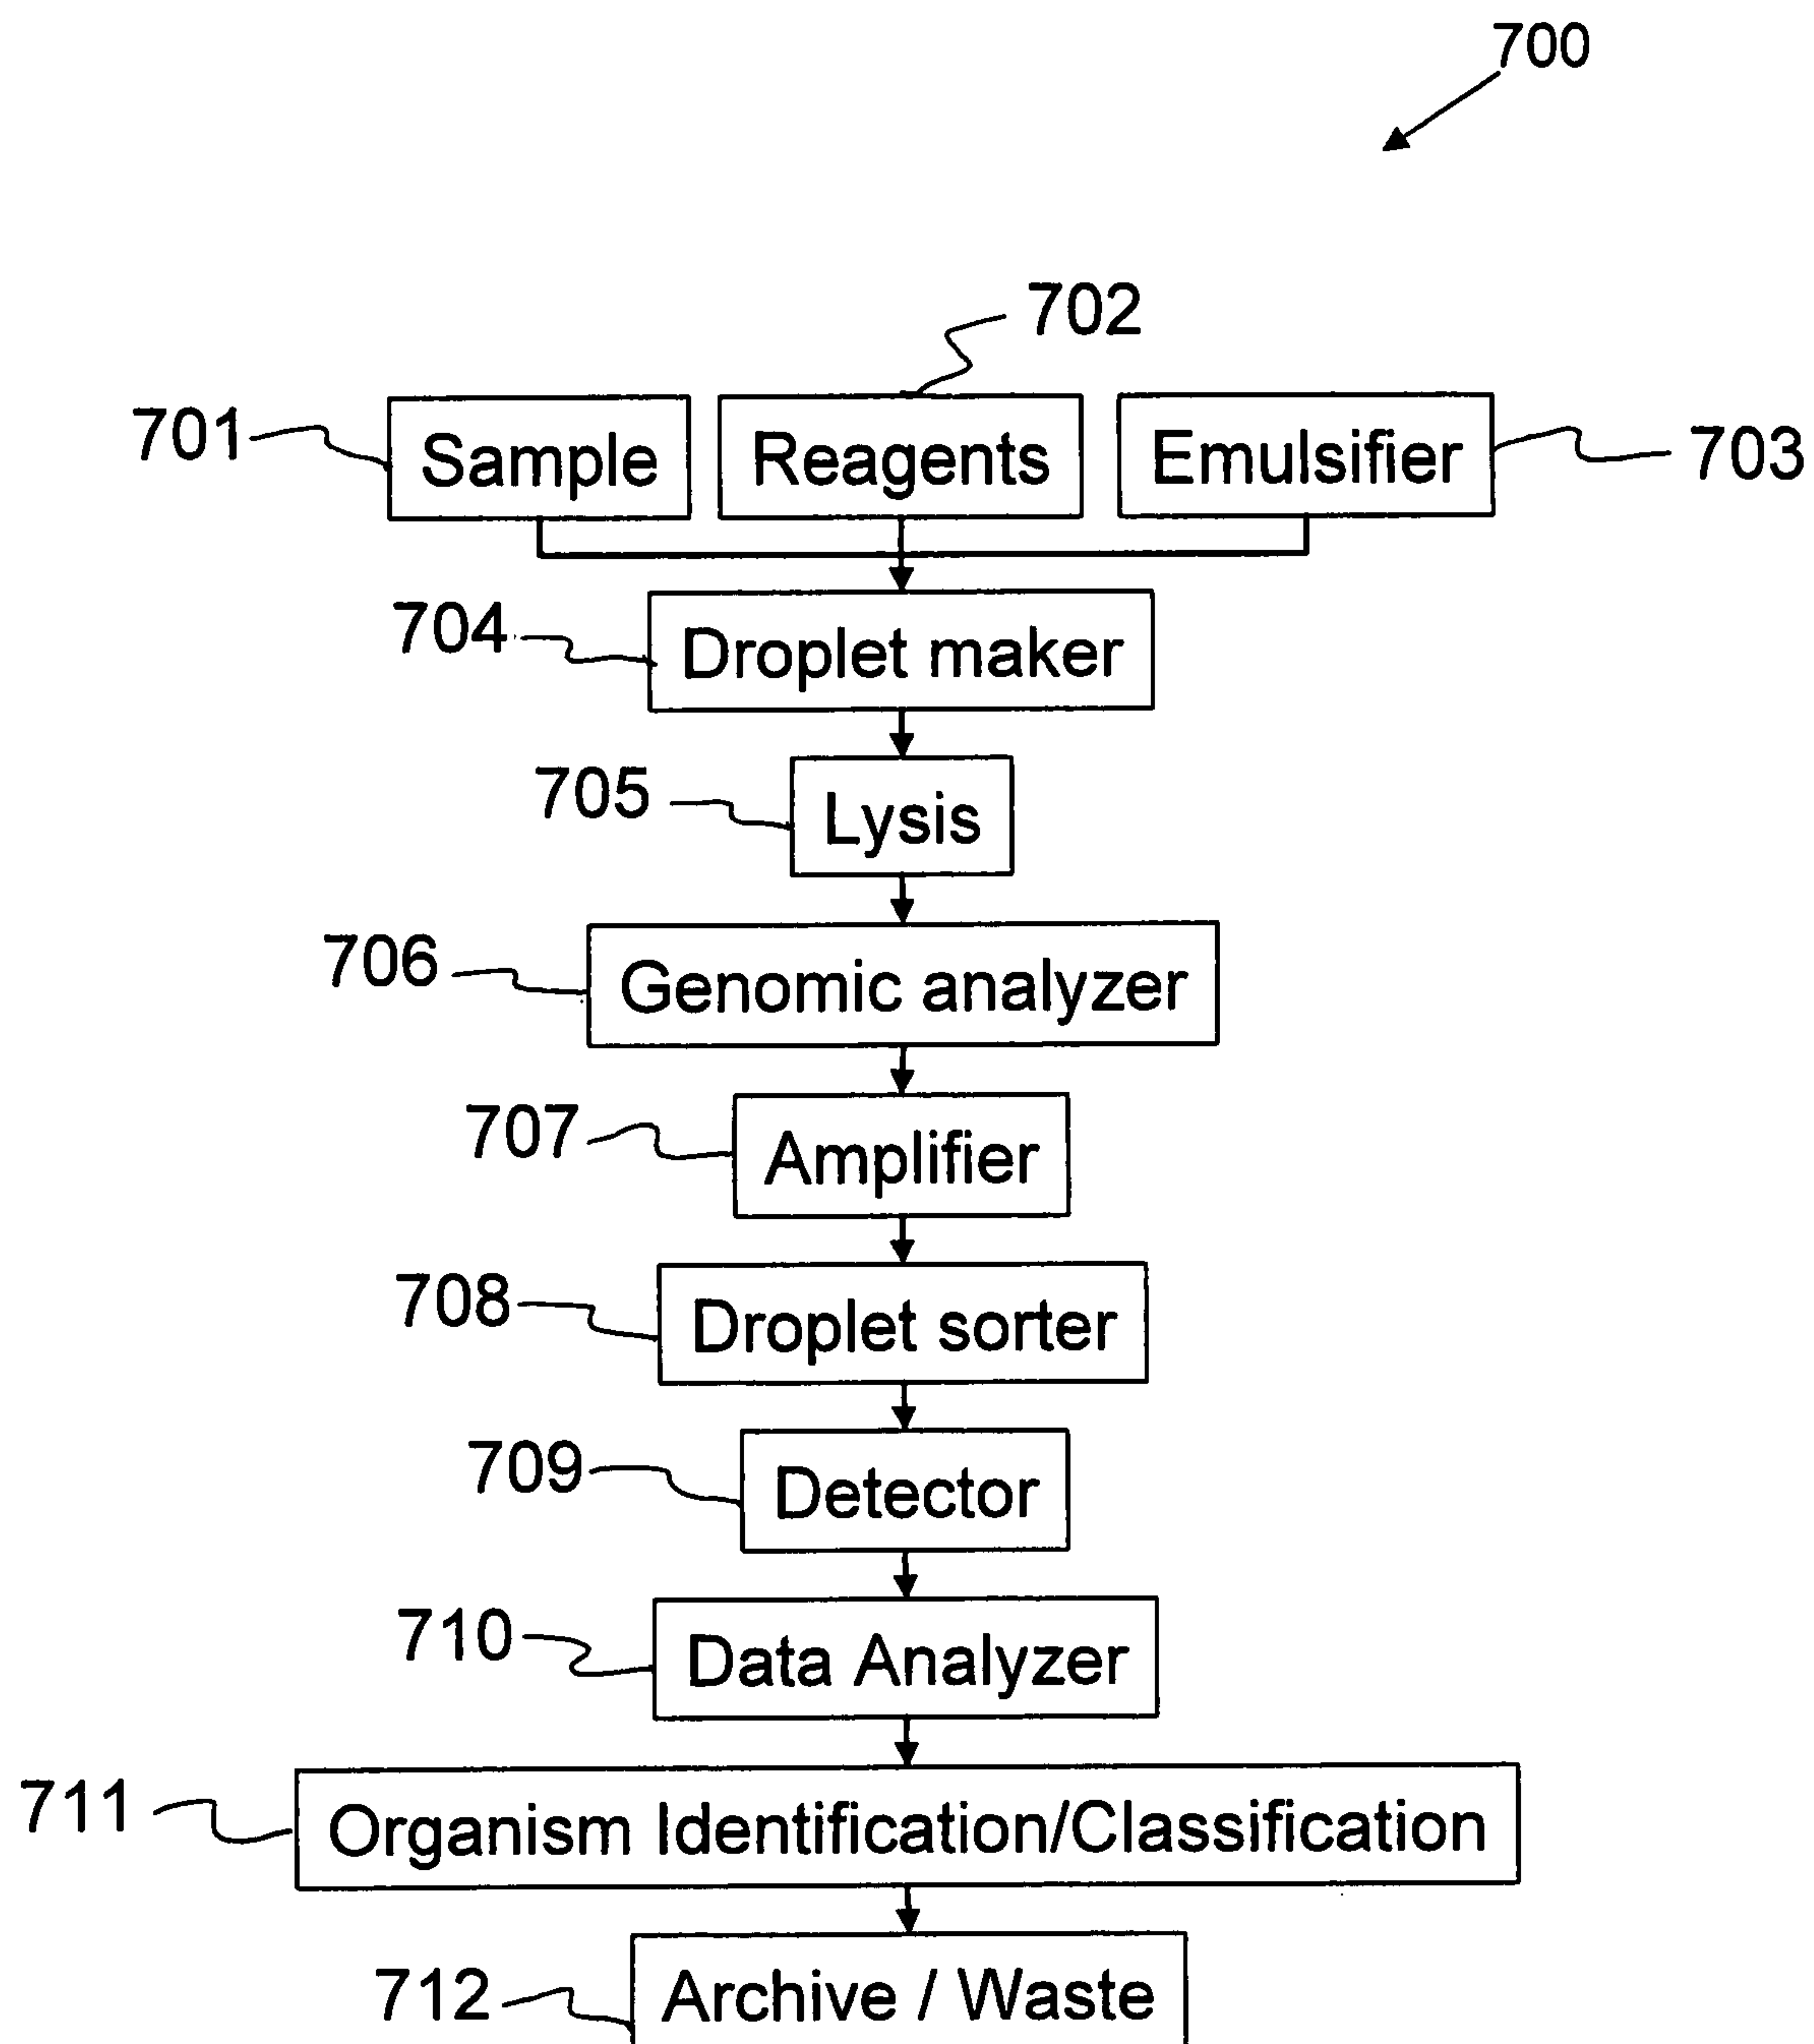 700
702
701 Sample Reagents Emulsifier 703
704 Droplet maker
705 Lysis
706 Genomic analyzer
707 Amplifier
708 Droplet sorter
709 Detector
710 Data Analyzer
711 Organism Identification/Classification
712 Archive / Waste